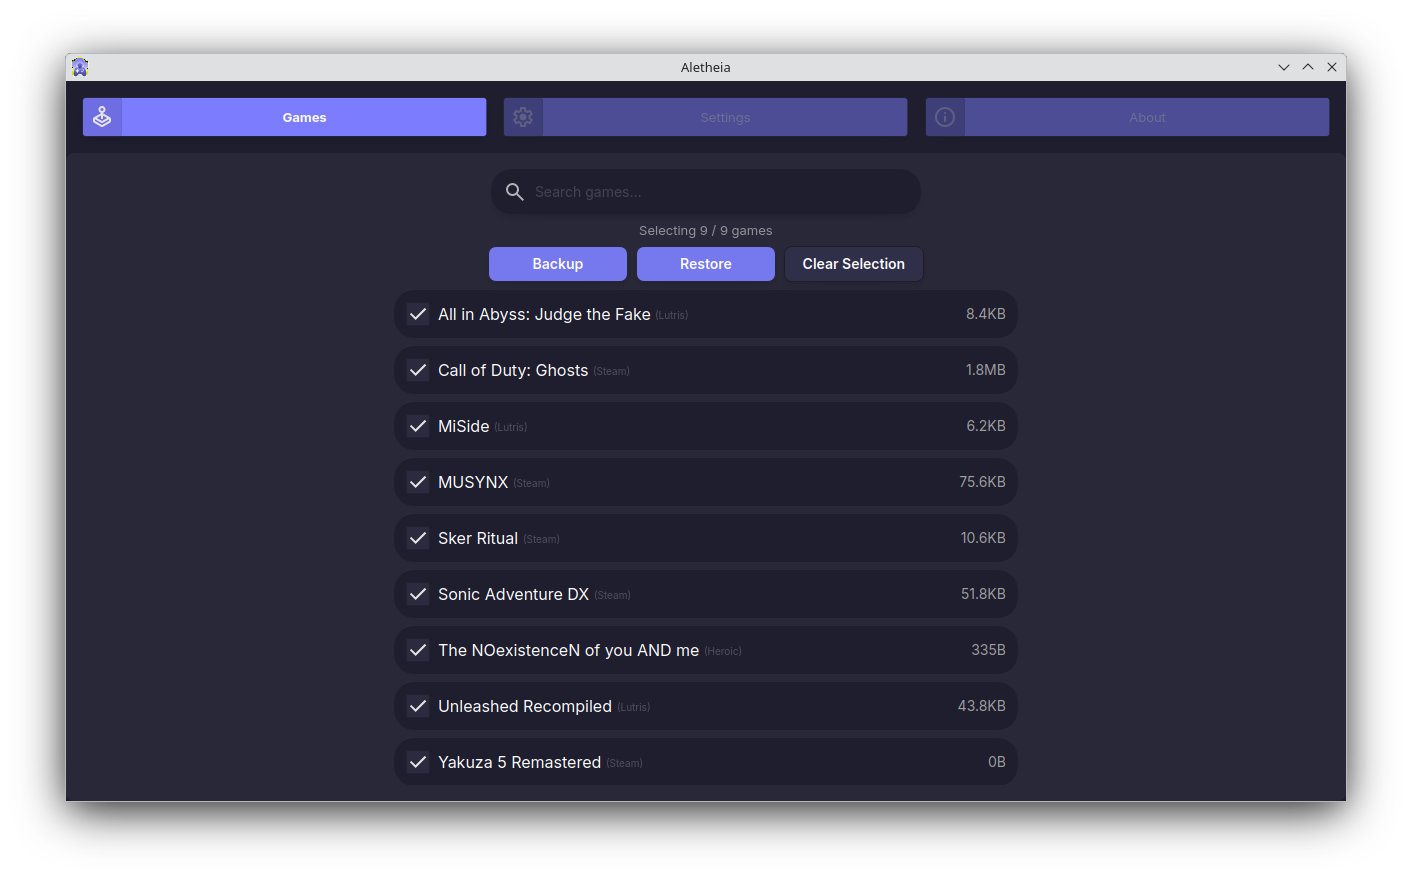 Aletheia
Games
Settings
About
Search games...
Selecting 9 / 9 games
Backup
Restore
Clear Selection
All in Abyss: Judge the Fake (Lutris) 8.4KB
Call of Duty: Ghosts (Steam) 1.8MB
MiSide (Lutris) 6.2KB
MUSYNX (Steam) 75.6KB
Sker Ritual (Steam) 10.6KB
Sonic Adventure DX (Steam) 51.8KB
The NOexistenceN of you AND me (Heroic) 335B
Unleashed Recompiled (Lutris) 43.8KB
Yakuza 5 Remastered (Steam) 0B